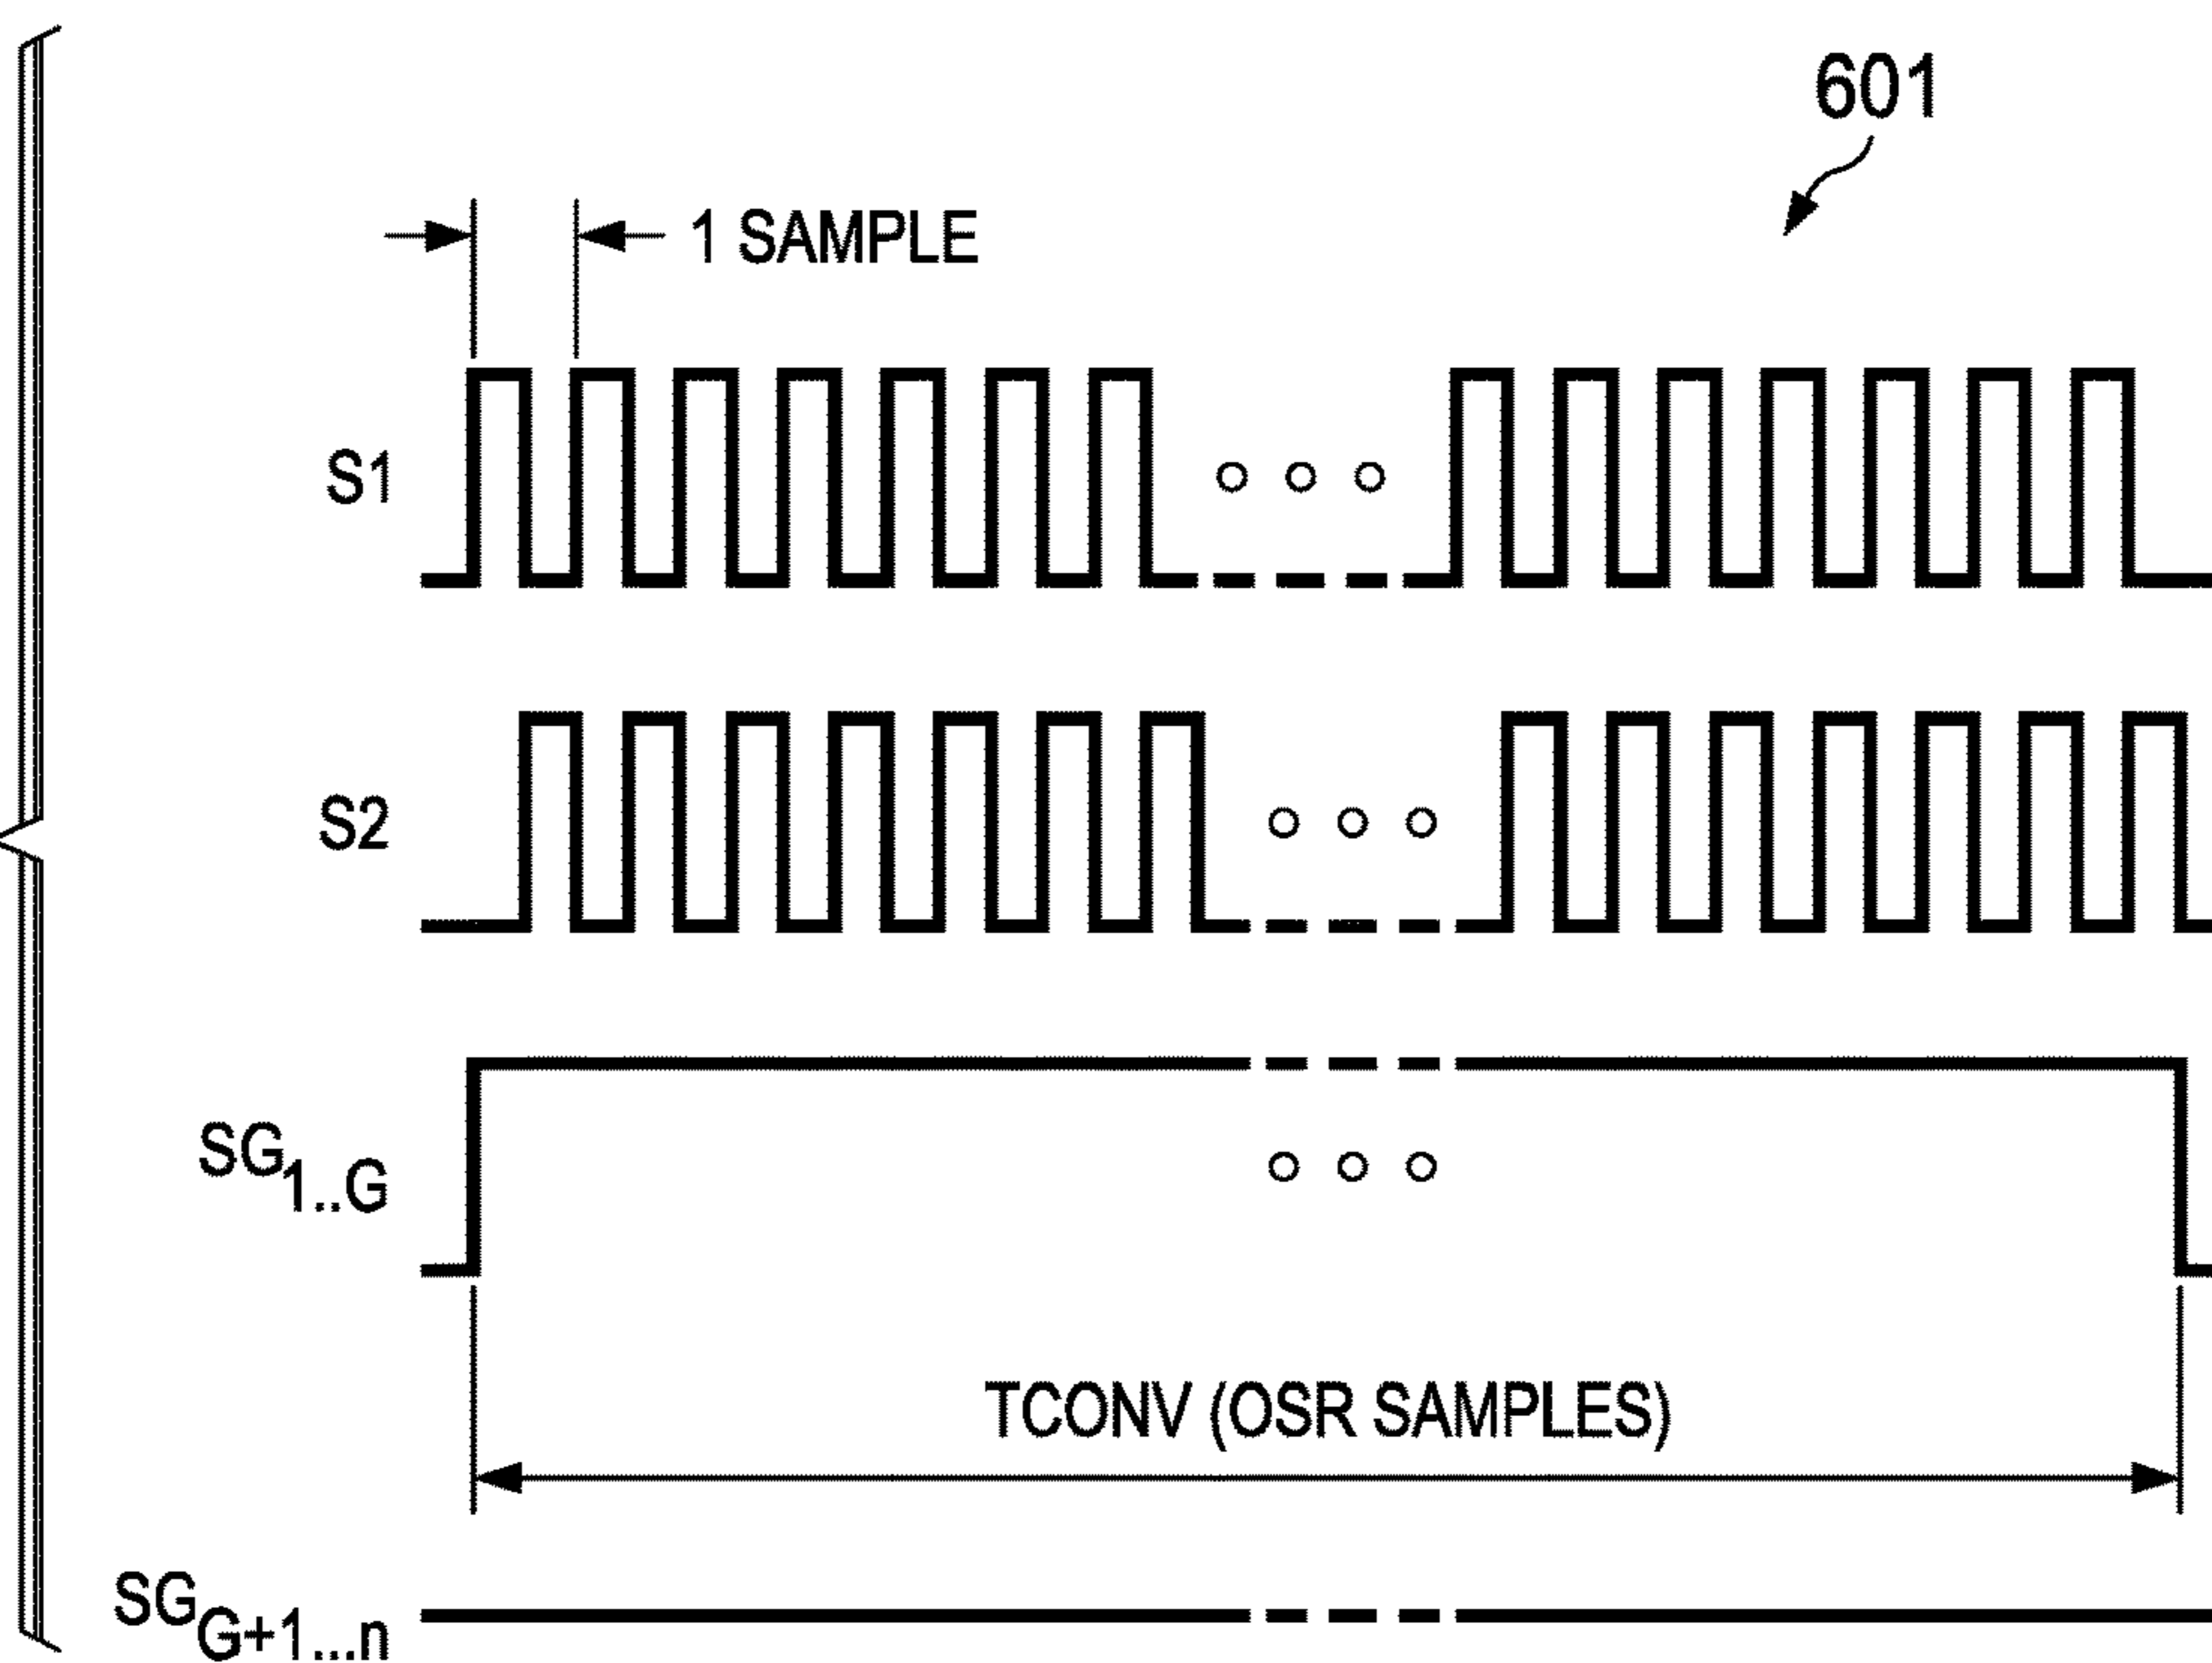 601
1 SAMPLE
S1
S2
SG1..G
TCONV (OSR SAMPLES)
SGG+1...n